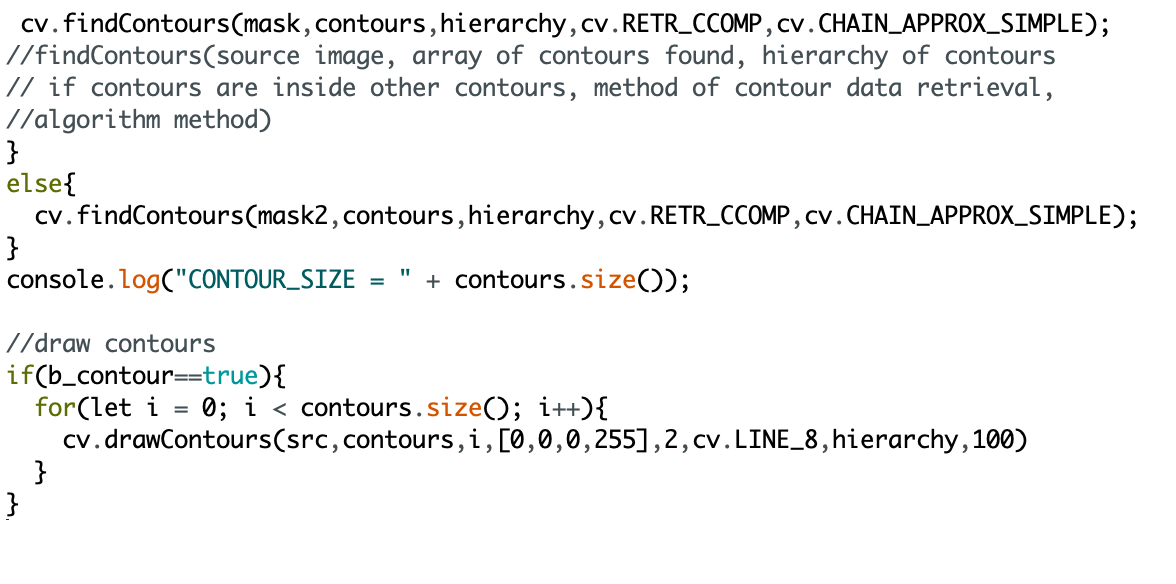 cv.findContours(mask,contours,hierarchy,cv.RETR_CCOMP,cv.CHAIN_APPROX_SIMPLE);
//findContours(source image, array of contours found, hierarchy of contours
// if contours are inside other contours, method of contour data retrieval,
//algorithm method)
}
else{
  cv.findContours(mask2,contours,hierarchy,cv.RETR_CCOMP,cv.CHAIN_APPROX_SIMPLE);
}
console.log("CONTOUR_SIZE = " + contours.size());

//draw contours
if(b_contour==true){
  for(let i = 0; i < contours.size(); i++){
    cv.drawContours(src,contours,i,[0,0,0,255],2,cv.LINE_8,hierarchy,100)
  }
}